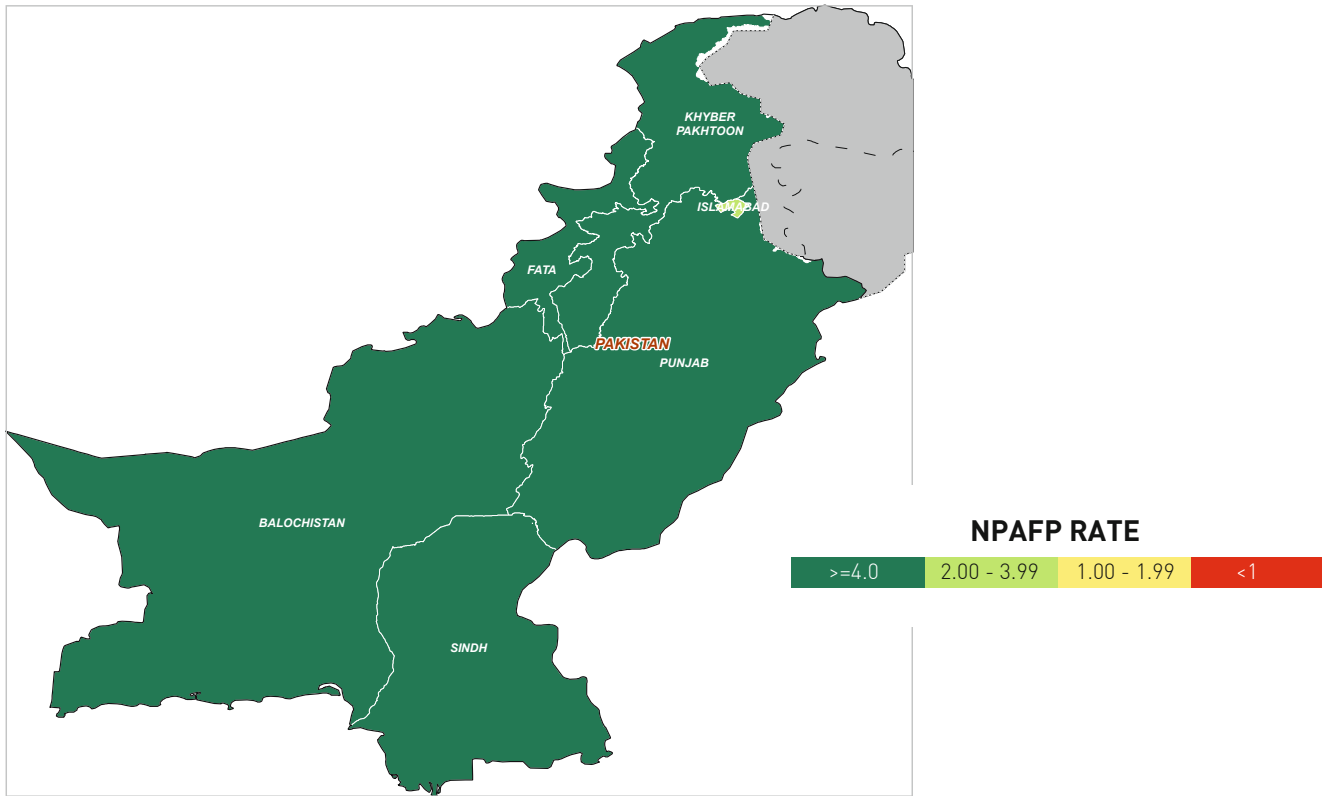 KHYBER
PAKHTOON
ISLAMABAD
FATA
PAKISTAN
PUNJAB
BALOCHISTAN
SINDH
NPAFP RATE
>=4.0 2.00 - 3.99 1.00 - 1.99 <1